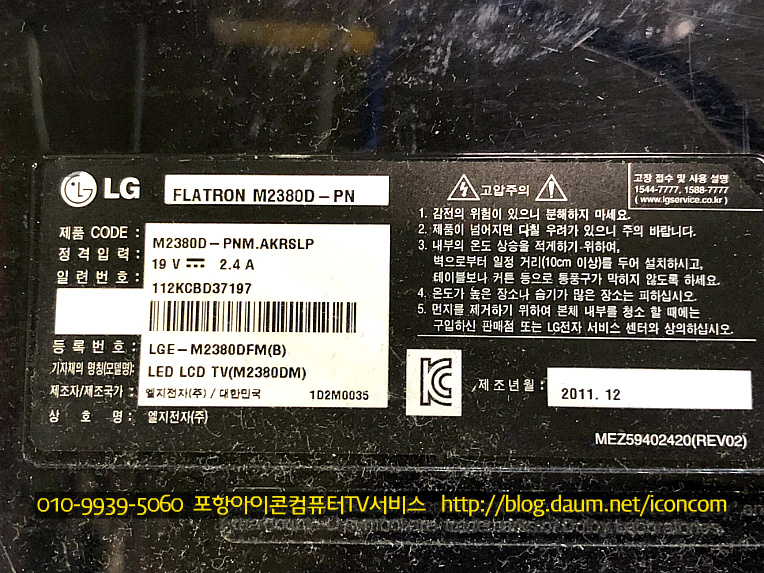 LG
FLATRON M2380D-PN
제품 CODE : M2380D-PNM.AKRSLP
정격입력 : 19 V ⎓ 2.4 A
일련번호 : 112KCBD37197
등록번호 : LGE-M2380DFM(B)
기자재의 명칭(모델명): LED LCD TV(M2380DM)
제조자/제조국가 : 엘지전자(주) / 대한민국 1D2M0035
상호명 : 엘지전자(주)
고압주의
고장 접수 및 사용 설명
1544-7777, 1588-7777
( www.lgservice.co.kr)
1. 감전의 위험이 있으니 분해하지 마세요.
2. 제품이 넘어지면 다칠 우려가 있으니 주의 바랍니다.
3. 내부의 온도 상승을 적게하기 위하여,
벽으로부터 일정 거리(10cm 이상)를 두어 설치하시고,
테이블보나 커튼 등으로 통풍구가 막히지 않도록 하세요.
4. 온도가 높은 장소나 습기가 많은 장소는 피하십시오.
5. 먼지를 제거하기 위하여 본체 내부를 청소 할 때에는
구입하신 판매점 또는 LG전자 서비스 센터와 상의하십시오.
제조년월 : 2011. 12
MEZ59402420(REV02)
010-9939-5060 포항아이콘컴퓨터TV서비스 http://blog.daum.net/iconcom